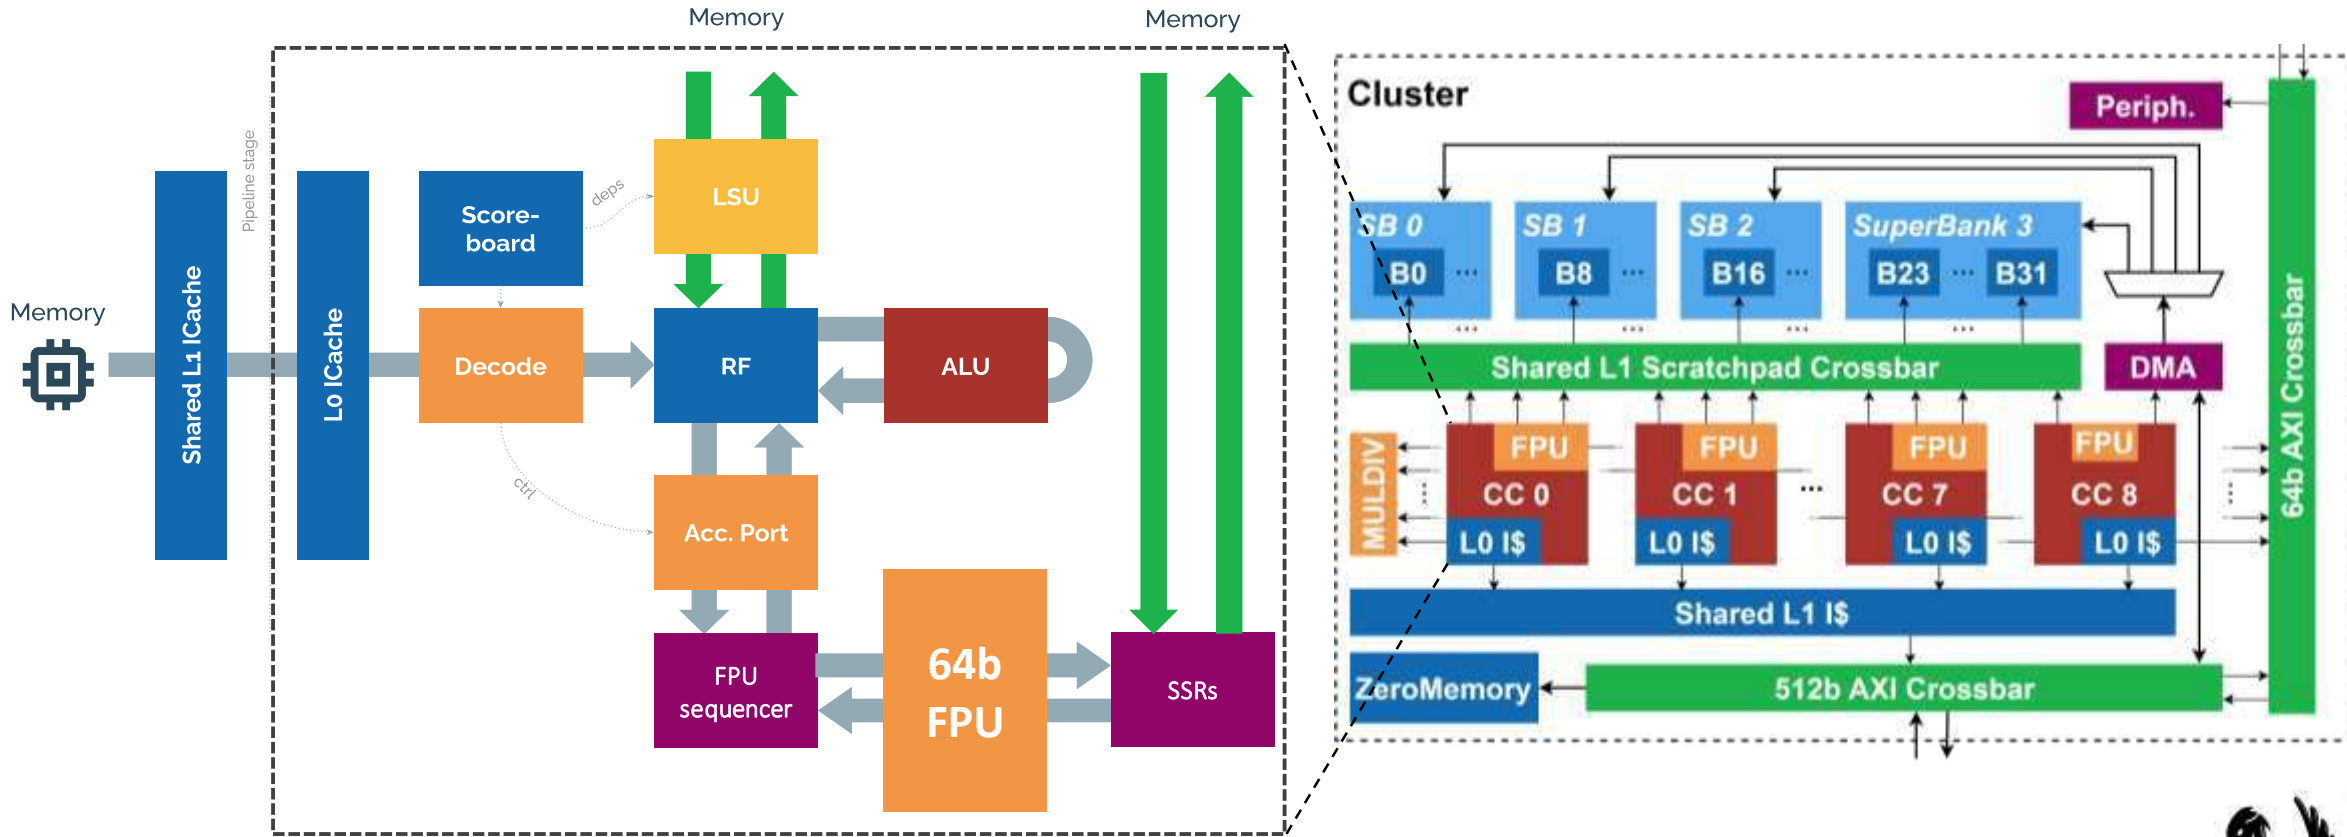 Memory
Memory
Pipeline stage
Shared L1 ICache
L0 ICache
Memory
Score-
board
deps
LSU
Decode
RF
ALU
ctrl
Acc. Port
FPU
sequencer
64b
FPU
SSRs
Cluster
Periph.
SB 0
SB 1
SB 2
SuperBank 3
B0 ...
B8 ...
B16 ...
B23 ... B31
... ... ... ...
Shared L1 Scratchpad Crossbar
DMA
64b AXI Crossbar
MULDIV
FPU
CC 0
L0 I$
FPU
CC 1
L0 I$
...
FPU
CC 7
L0 I$
FPU
CC 8
L0 I$
Shared L1 I$
ZeroMemory
512b AXI Crossbar